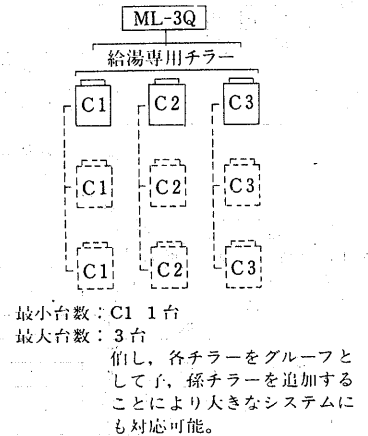 ML-3Q
給湯専用チラー
C1 C2 C3
C1 C2 C3
C1 C2 C3
最小台数：C1 1台
最大台数：3台
但し，各チラーをグループと
して子，孫チラーを追加する
ことにより大きなシステムに
も対応可能。